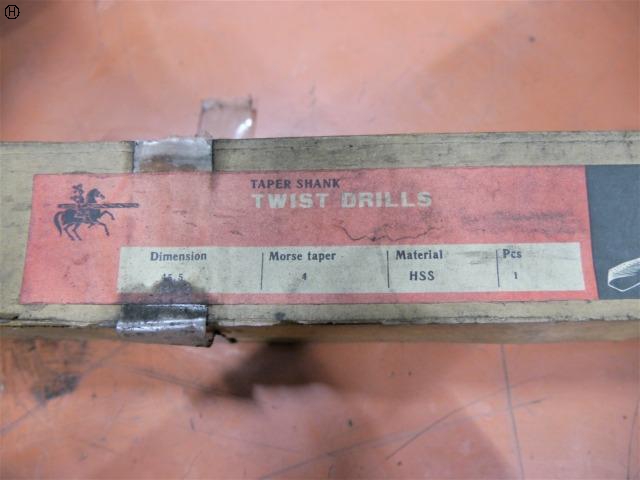 H
TAPER SHANK
TWIST DRILLS
Dimension Morse taper Material Pcs
4 HSS 1